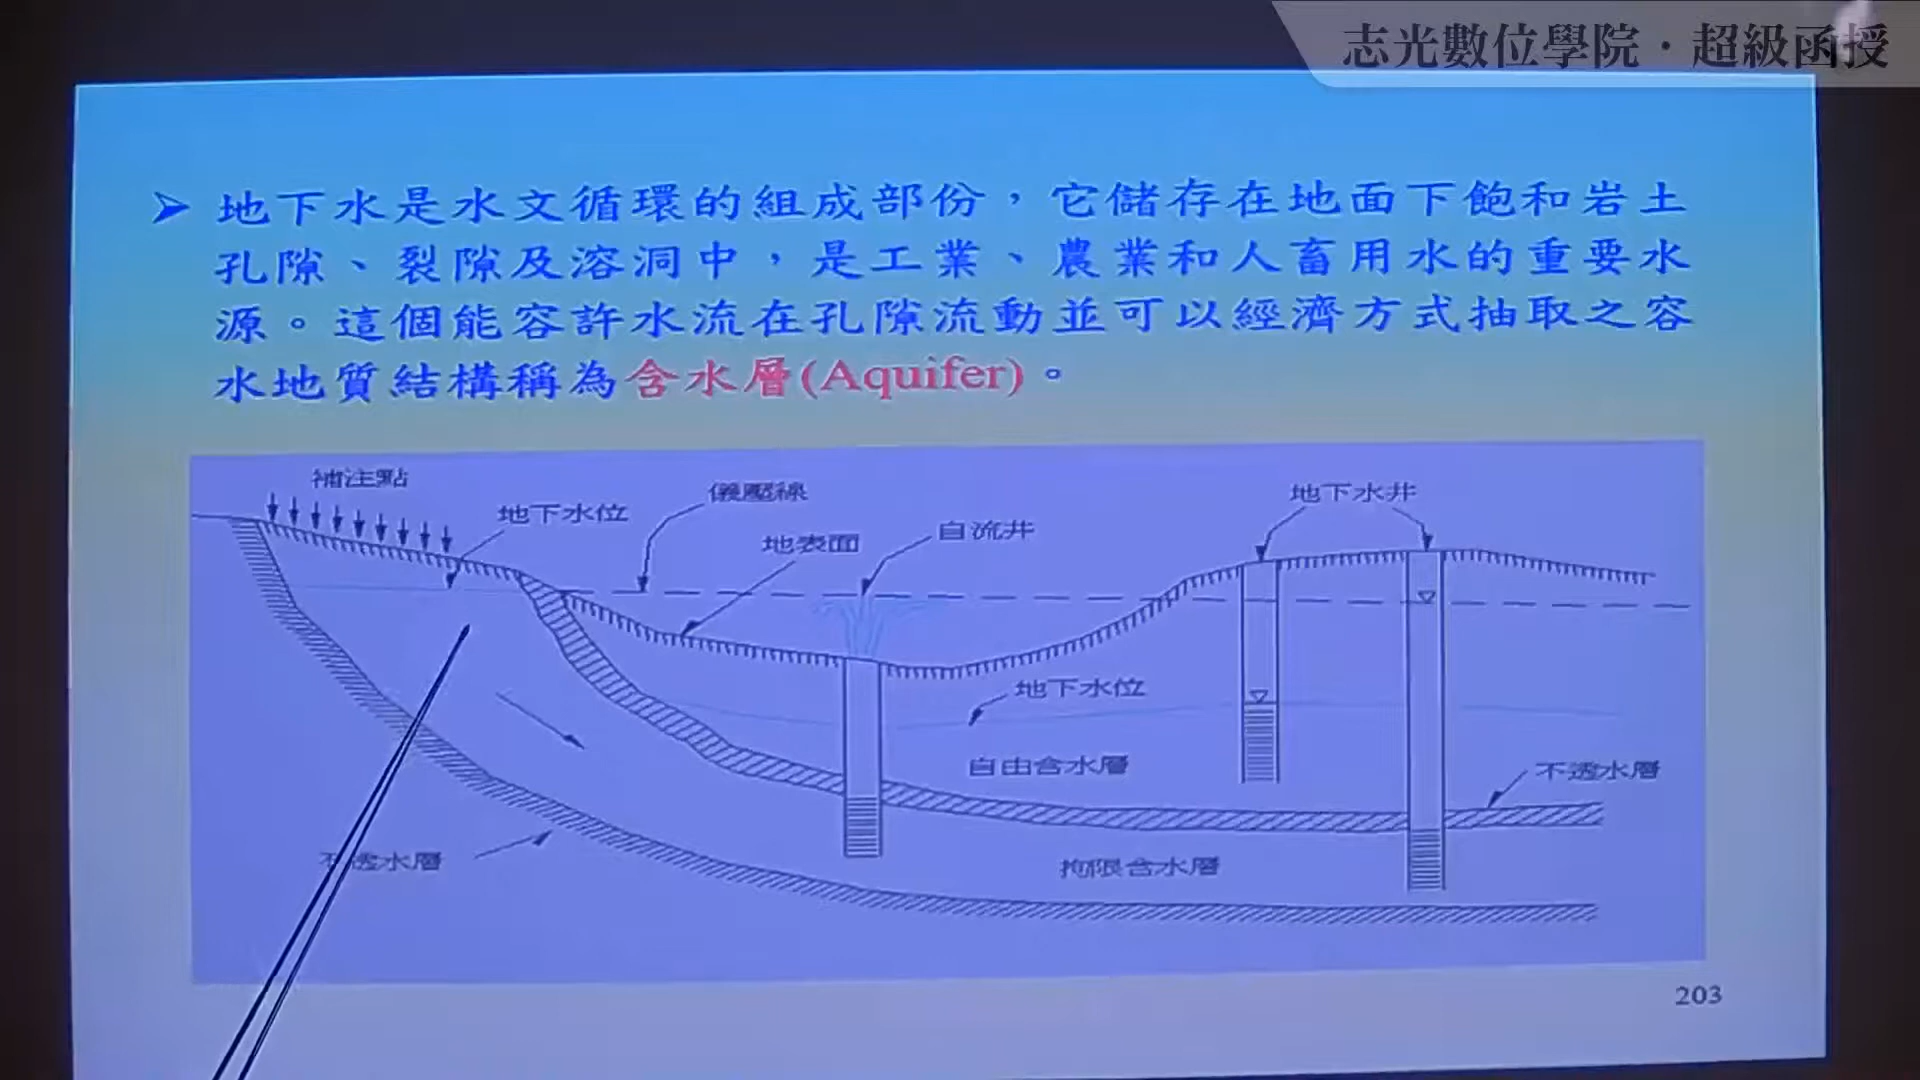 志光數位學院．超級函授
➤ 地下水是水文循環的組成部份，它儲存在地面下飽和岩土
孔隙、裂隙及溶洞中，是工業、農業和人畜用水的重要水
源。這個能容許水流在孔隙流動並可以經濟方式抽取之容
水地質結構稱為含水層(Aquifer)。
補注點
地下水位
儀壓線
地表面
自流井
地下水井
地下水位
自由含水層
不透水層
不透水層
拘限含水層
203